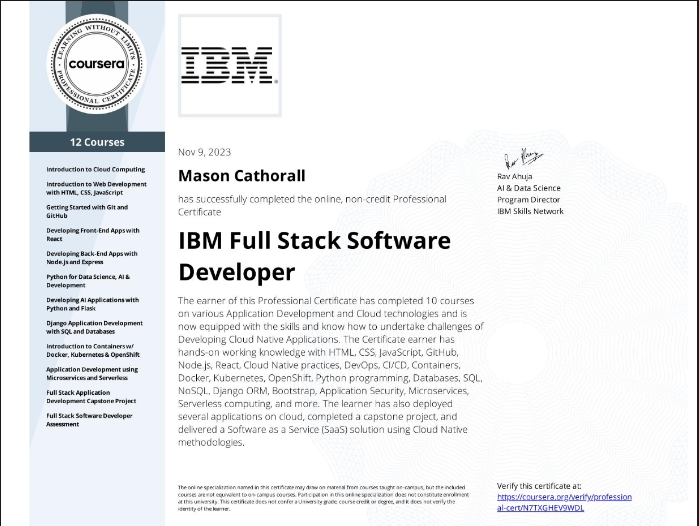 LEARNING WITHOUT LIMITS
coursera
PROFESSIONAL CERTIFICATE
IBM
12 Courses
Introduction to Cloud Computing
Introduction to Web Development
with HTML, CSS, JavaScript
Getting Started with Git and
GitHub
Developing Front-End Apps with
React
Developing Back-End Apps with
Node.js and Express
Python for Data Science, AI &
Development
Developing AI Applications with
Python and Flask
Django Application Development
with SQL and Databases
Introduction to Containers w/
Docker, Kubernetes & OpenShift
Application Development using
Microservices and Serverless
Full Stack Application
Development Capstone Project
Full Stack Software Developer
Assessment
Nov 9, 2023
Mason Cathorall
has successfully completed the online, non-credit Professional
Certificate
IBM Full Stack Software
Developer
The earner of this Professional Certificate has completed 10 courses
on various Application Development and Cloud technologies and is
now equipped with the skills and know how to undertake challenges of
Developing Cloud Native Applications. The Certificate earner has
hands-on working knowledge with HTML, CSS, JavaScript, GitHub,
Node.js, React, Cloud Native practices, DevOps, CI/CD, Containers,
Docker, Kubernetes, OpenShift, Python programming, Databases, SQL,
NoSQL, Django ORM, Bootstrap, Application Security, Microservices,
Serverless computing, and more. The learner has also deployed
several applications on cloud, completed a capstone project, and
delivered a Software as a Service (SaaS) solution using Cloud Native
methodologies.
Rav Ahuja
AI & Data Science
Program Director
IBM Skills Network
The online specialization named in this certificate may draw on material from courses taught on-campus, but the included
courses are not equivalent to on-campus courses. Participation in this online specialization does not constitute enrollment
at this university. This certificate does not confer a University grade, course credit or degree, and it does not verify the
identity of the learner.
Verify this certificate at:
https://coursera.org/verify/profession
al-cert/N7TXGHEV9WDL